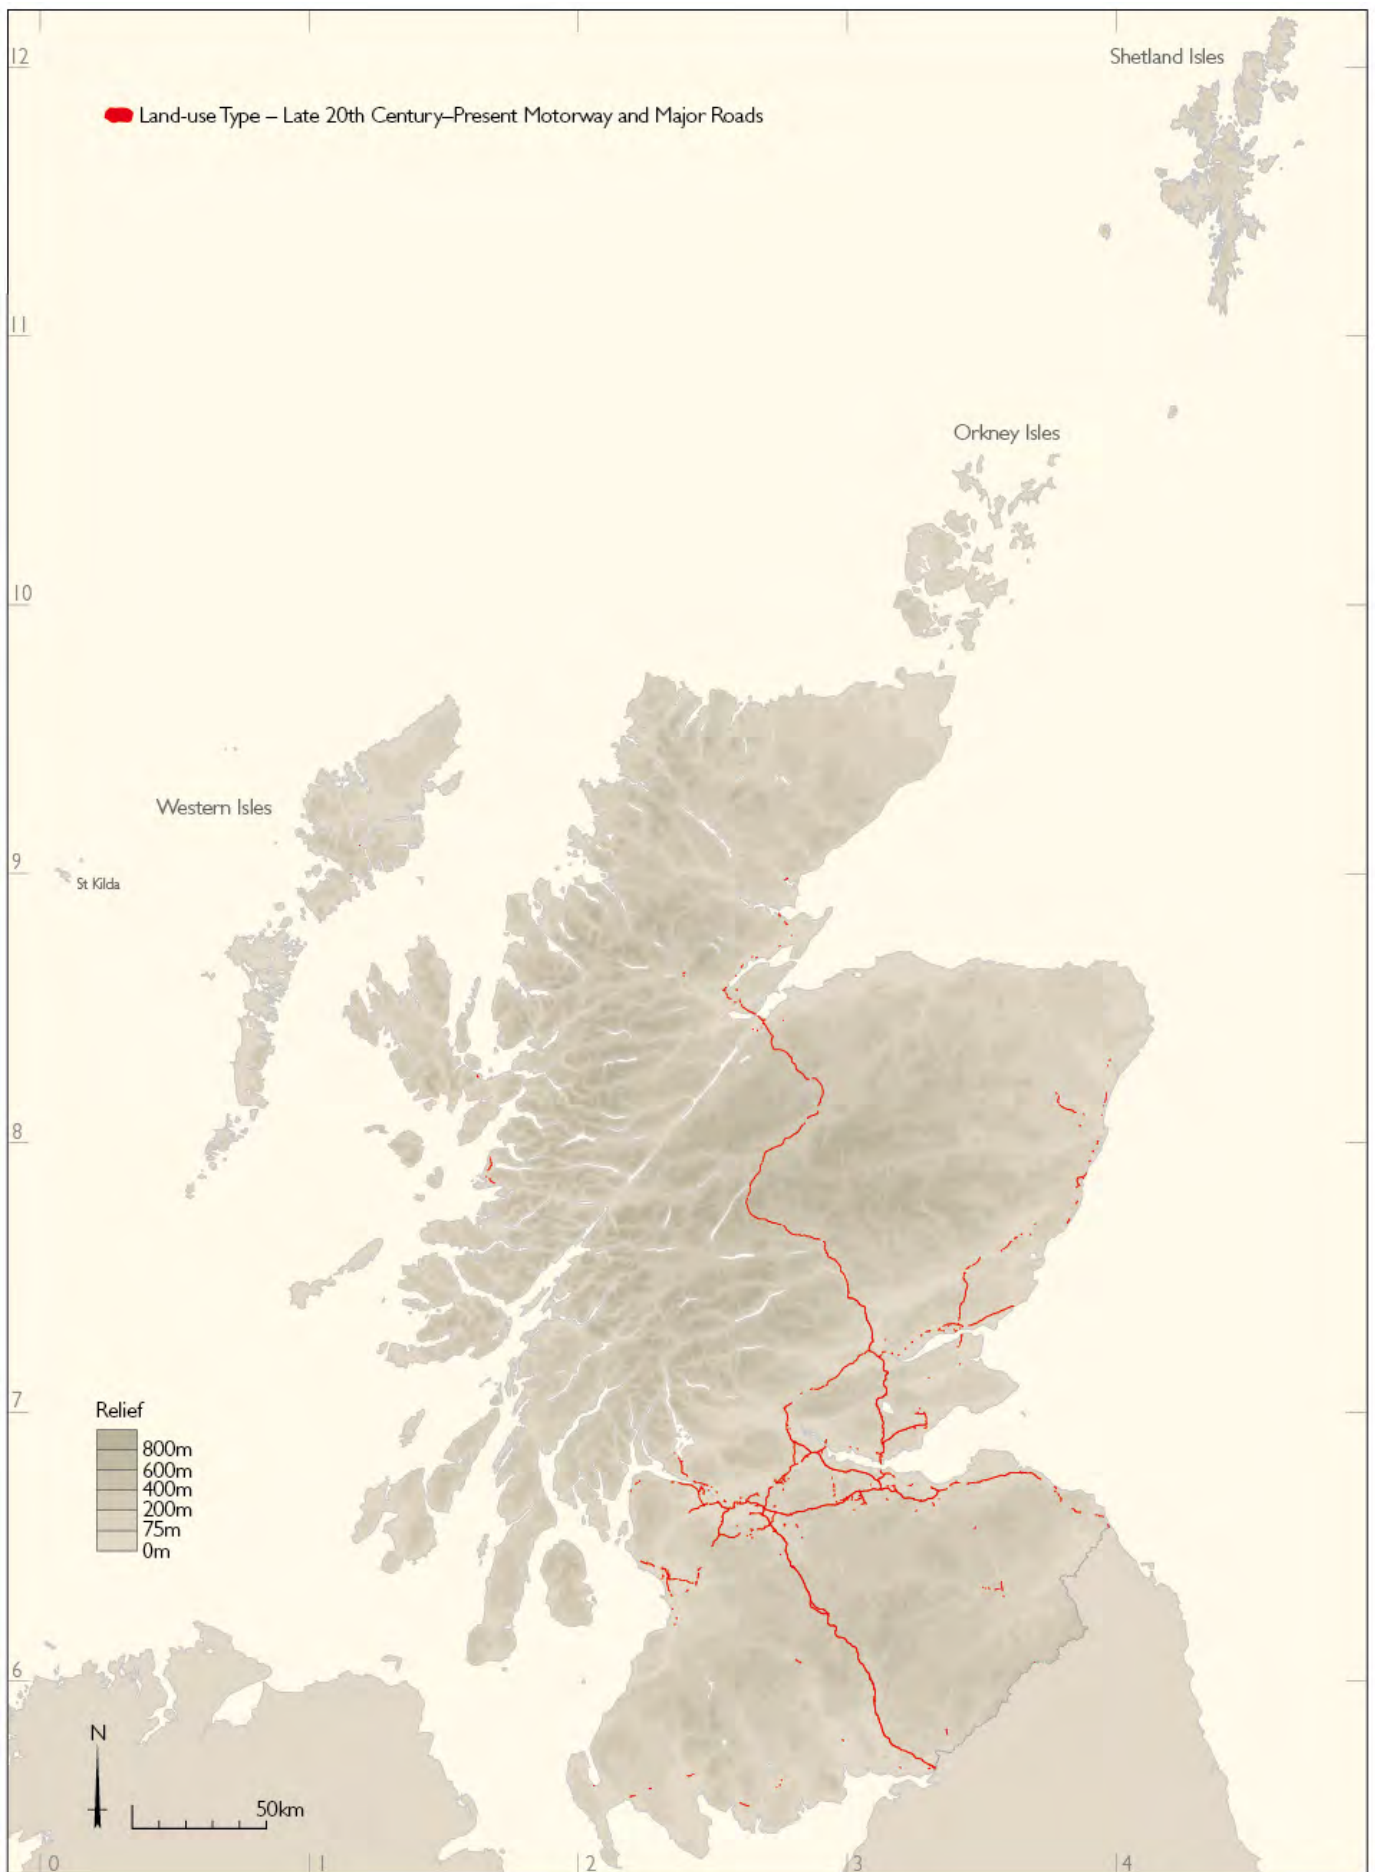 12
Shetland Isles
Land-use Type – Late 20th Century–Present Motorway and Major Roads
11
Orkney Isles
10
Western Isles
9
St Kilda
8
7
Relief
800m
600m
400m
200m
75m
0m
6
N
50km
0
1
2
3
4